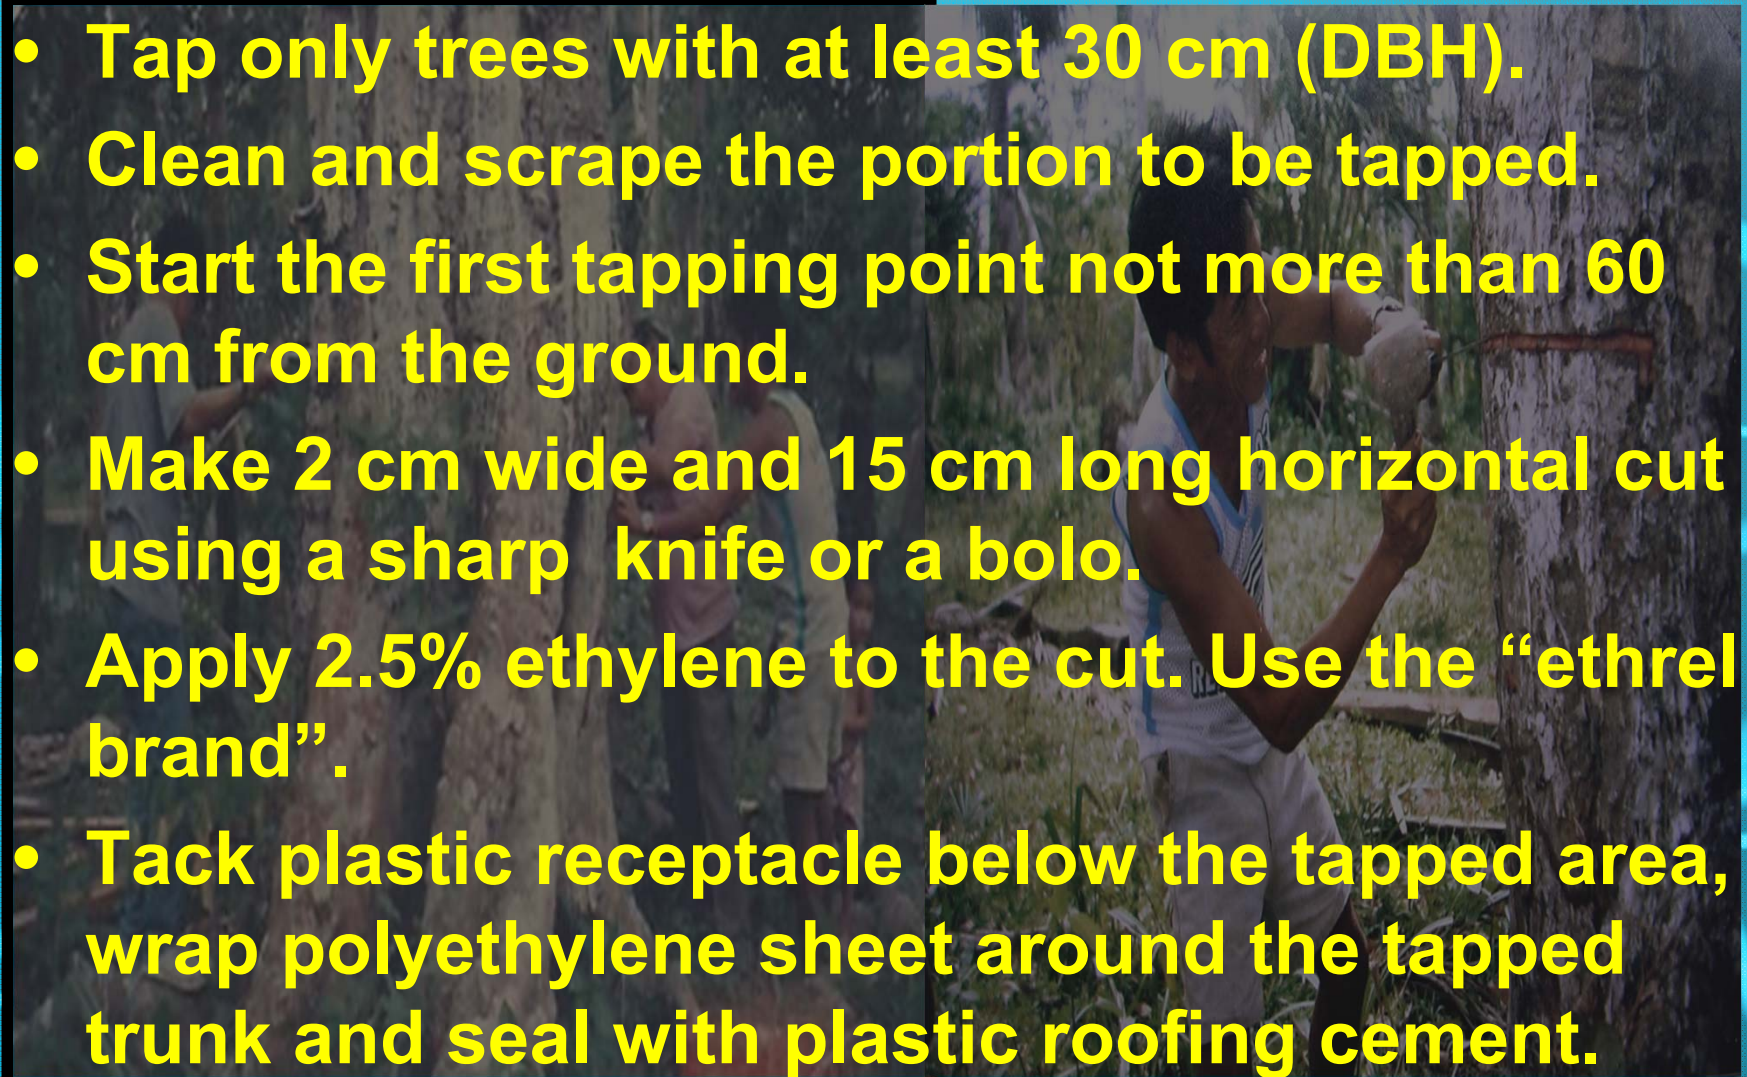 • Tap only trees with at least 30 cm (DBH).
• Clean and scrape the portion to be tapped.
• Start the first tapping point not more than 60
cm from the ground.
• Make 2 cm wide and 15 cm long horizontal cut
using a sharp  knife or a bolo.
• Apply 2.5% ethylene to the cut. Use the “ethrel
brand”.
• Tack plastic receptacle below the tapped area,
wrap polyethylene sheet around the tapped
trunk and seal with plastic roofing cement.